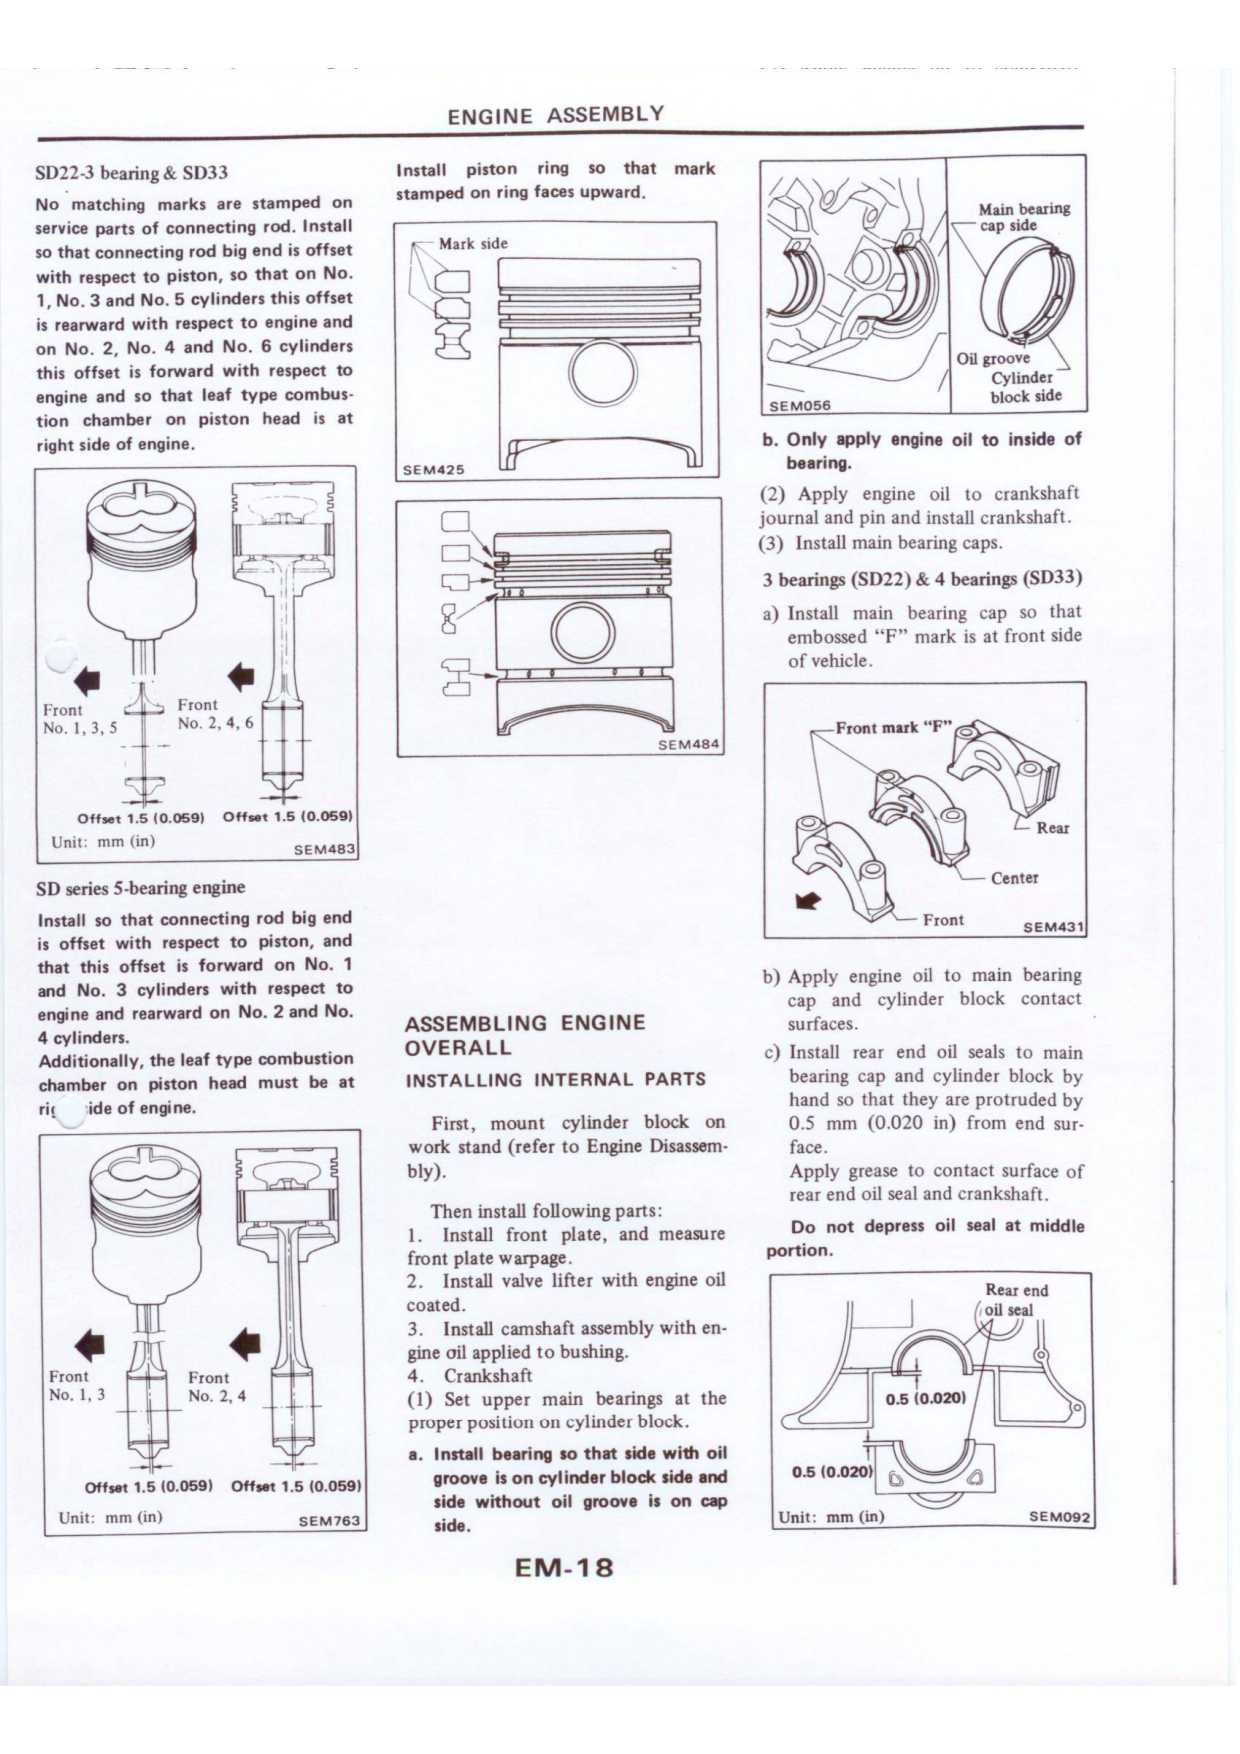 ENGINE ASSEMBLY
SD22-3 bearing & SD33
No matching marks are stamped on
service parts of connecting rod. Install
so that connecting rod big end is offset
with respect to piston, so that on No.
1, No. 3 and No. 5 cylinders this offset
is rearward with respect to engine and
on No. 2, No. 4 and No. 6 cylinders
this offset is forward with respect to
engine and so that leaf type combus-
tion chamber on piston head is at
right side of engine.
Front
No. 1, 3, 5
Front
No. 2, 4, 6
Offset 1.5 (0.059) Offset 1.5 (0.059)
Unit: mm (in)
SEM483
SD series 5-bearing engine
Install so that connecting rod big end
is offset with respect to piston, and
that this offset is forward on No. 1
and No. 3 cylinders with respect to
engine and rearward on No. 2 and No.
4 cylinders.
Additionally, the leaf type combustion
chamber on piston head must be at
of engine.
Front
No. 1, 3
Front
No. 2, 4
Offset 1.5 (0.059) Offset 1.5 (0.059)
Unit: mm (in)
SEM763
Install piston ring so that mark
stamped on ring faces upward.
Mark side
SEM425
SEM484
ASSEMBLING ENGINE
OVERALL
INSTALLING INTERNAL PARTS
First, mount cylinder block on
work stand (refer to Engine Disassem-
bly).
Then install following parts:
1. Install front plate, and measure
front plate warpage.
2. Install valve lifter with engine oil
coated.
3. Install camshaft assembly with en-
gine oil applied to bushing.
4. Crankshaft
(1) Set upper main bearings at the
proper position on cylinder block.
a. Install bearing so that side with oil
groove is on cylinder block side and
side without oil groove is on cap
side.
Main bearing
cap side
Oil groove
Cylinder
block side
SEM056
b. Only apply engine oil to inside of
bearing.
(2) Apply engine oil to crankshaft
journal and pin and install crankshaft.
(3) Install main bearing caps.
3 bearings (SD22) & 4 bearings (SD33)
a) Install main bearing cap so that
embossed “F” mark is at front side
of vehicle.
Front mark “F”
Rear
Center
Front
SEM431
b) Apply engine oil to main bearing
cap and cylinder block contact
surfaces.
c) Install rear end oil seals to main
bearing cap and cylinder block by
hand so that they are protruded by
0.5 mm (0.020 in) from end sur-
face.
Apply grease to contact surface of
rear end oil seal and crankshaft.
Do not depress oil seal at middle
portion.
Rear end
oil seal
0.5 (0.020)
0.5 (0.020)
Unit: mm (in)
SEM092
EM-18